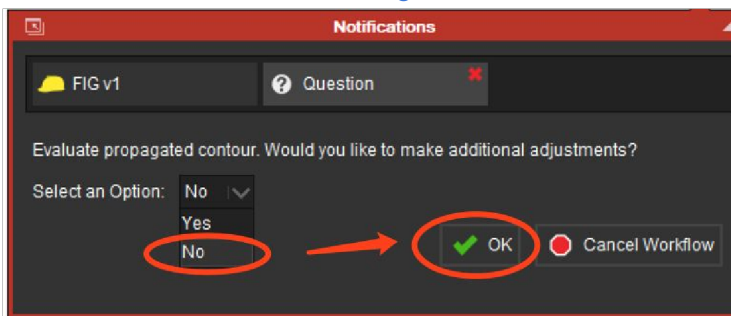 Notifications
FIG v1
Question
Evaluate propagated contour. Would you like to make additional adjustments?
Select an Option: No
Yes
No
OK
Cancel Workflow